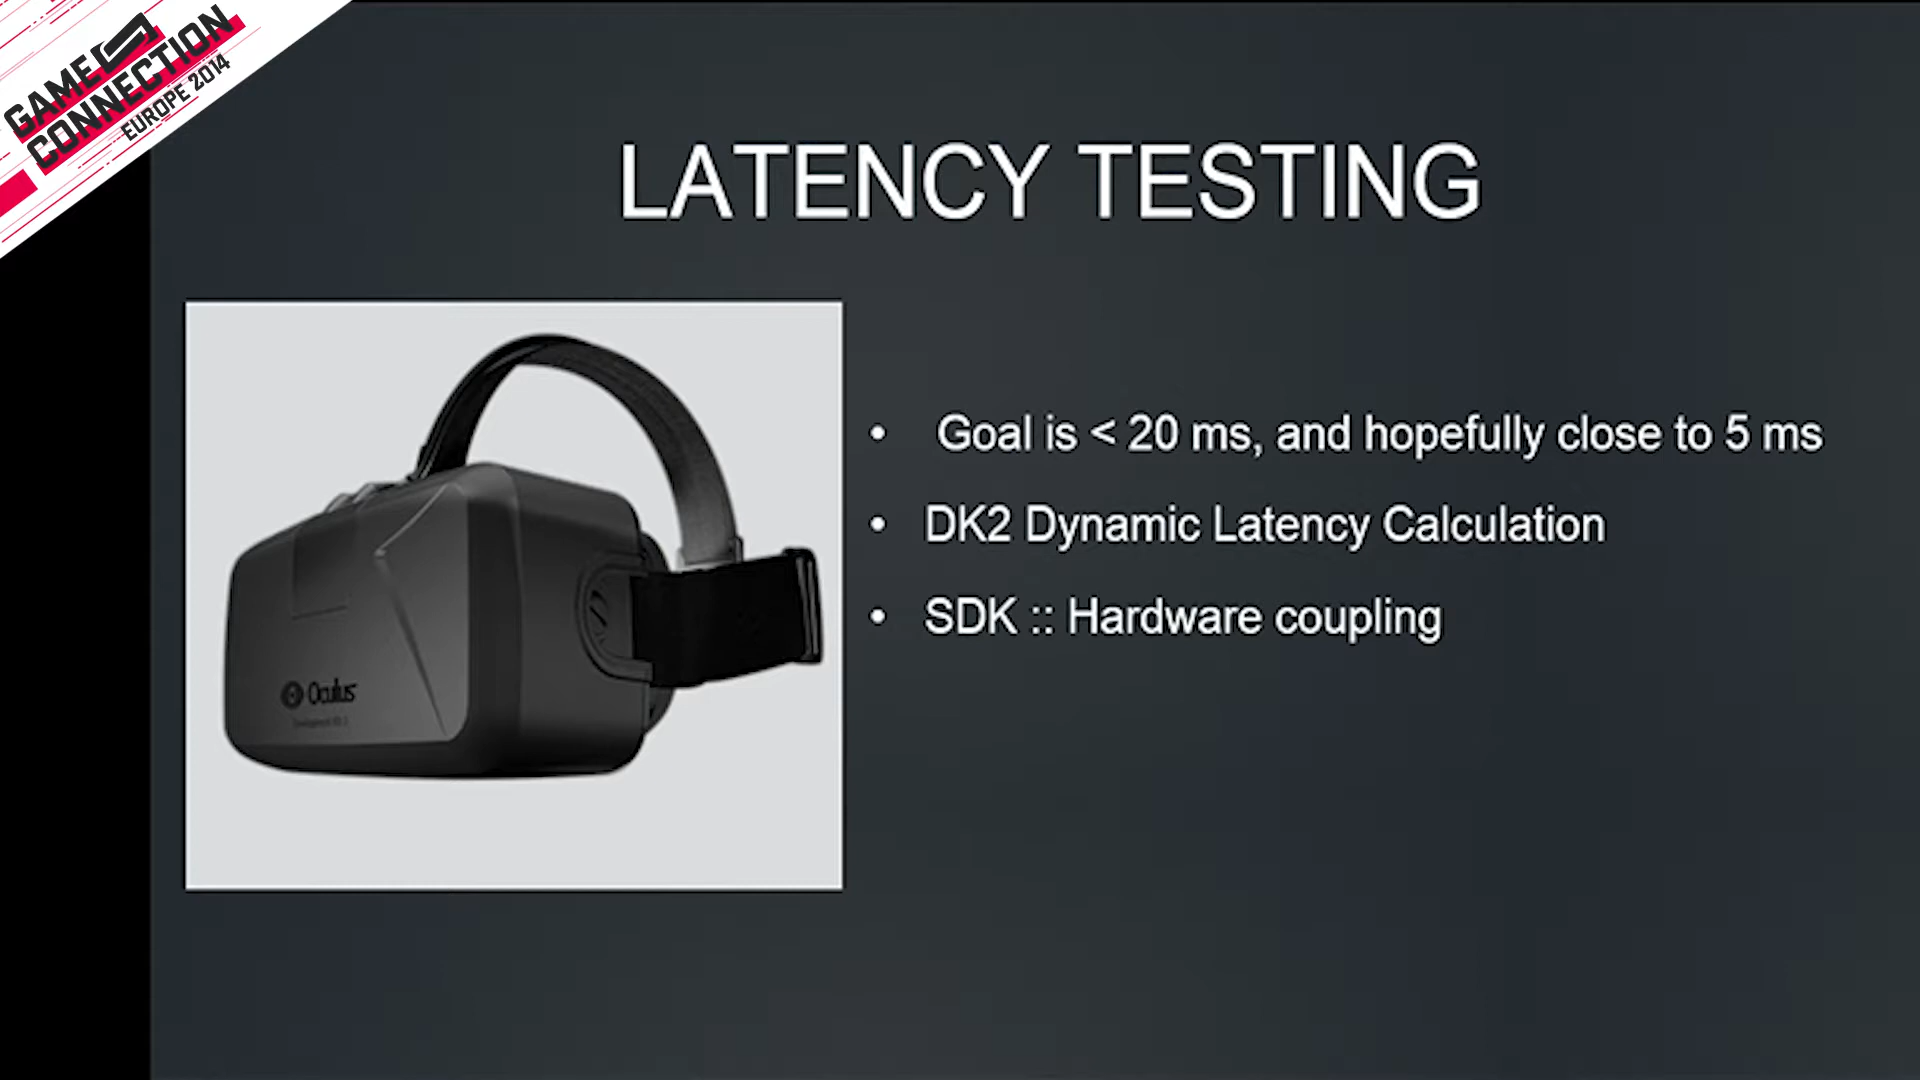 GAME
CONNECTION
EUROPE 2014
LATENCY TESTING
• Goal is < 20 ms, and hopefully close to 5 ms
• DK2 Dynamic Latency Calculation
• SDK :: Hardware coupling
Oculus